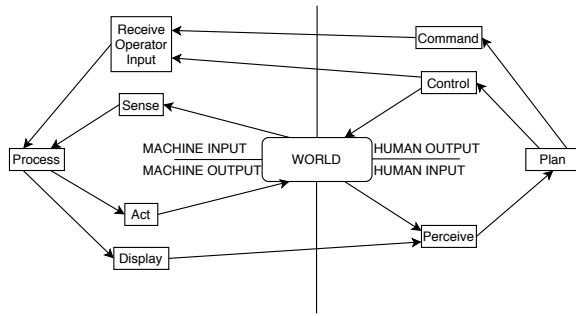 Receive
Operator
Input
Command
Control
Sense
MACHINE INPUT
HUMAN OUTPUT
Process
WORLD
Plan
MACHINE OUTPUT
HUMAN INPUT
Act
Perceive
Display